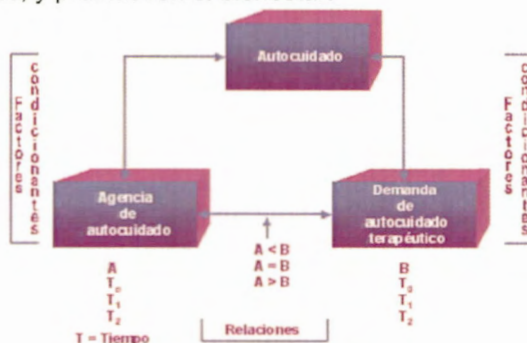 Autocuidado
Factores
condicionantes
Factores
condicionantes
Agencia
de
autocuidado
Demanda
de
autocuidado
terapéutico
A < B
A = B
A > B
A
T₀
T₁
T₂
B
T₀
T₁
T₂
T = Tiempo
Relaciones